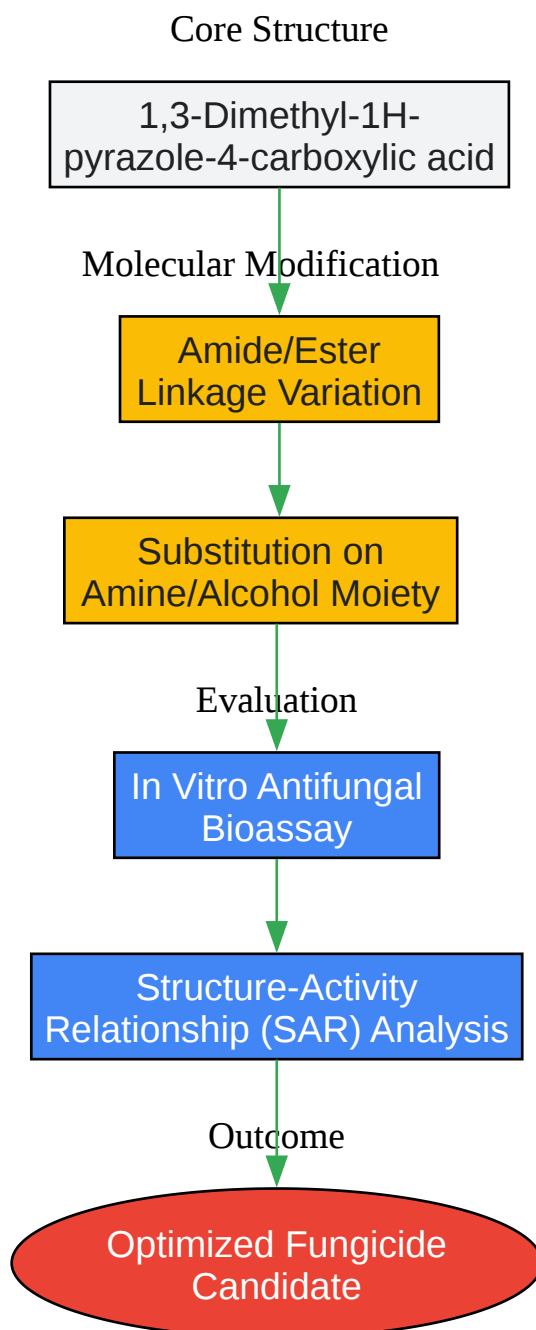 Core Structure
1,3-Dimethyl-1H-
pyrazole-4-carboxylic acid
Molecular Modification
Amide/Ester
Linkage Variation
Substitution on
Amine/Alcohol Moiety
Evaluation
In Vitro Antifungal
Bioassay
Structure-Activity
Relationship (SAR) Analysis
Outcome
Optimized Fungicide
Candidate